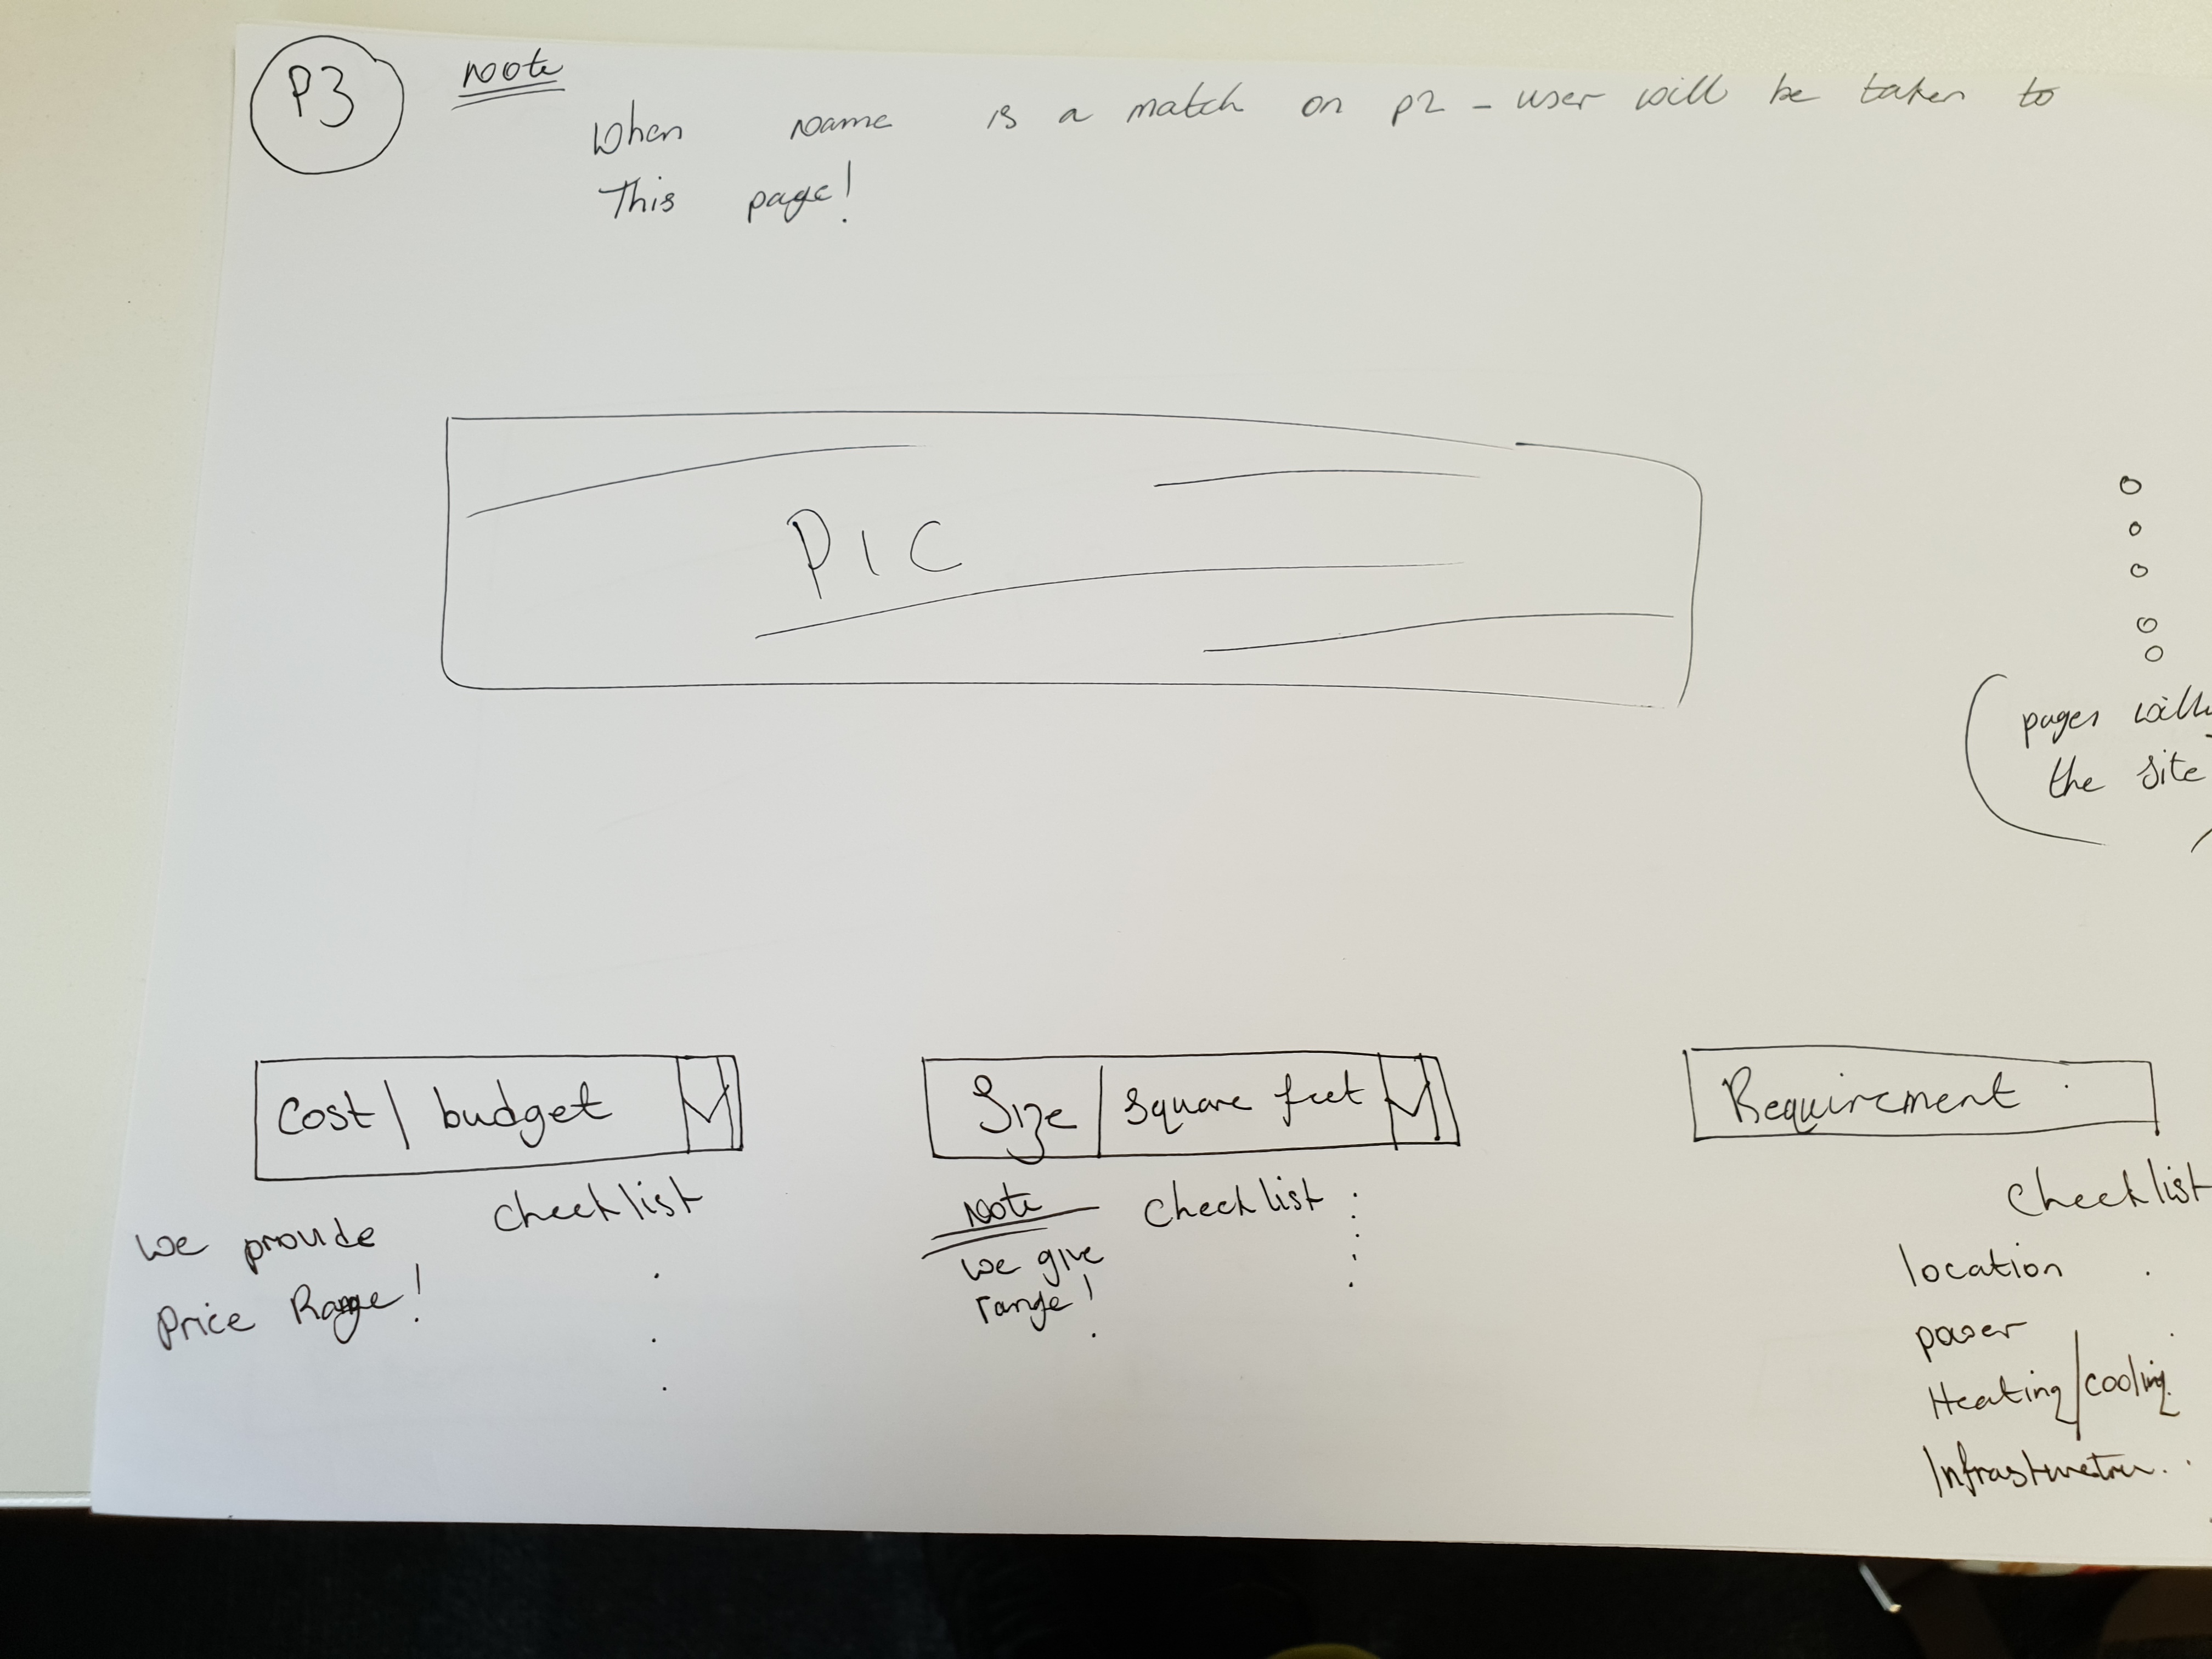 P3
Note
When name is a match on p2 - user will be taken to
This page!
PIC
pages will
the site
Cost / budget
checklist
We provide
Price Range!
Size / square feet
checklist
Note
We give
range!
Requirement
checklist
location
power
Heating/cooling